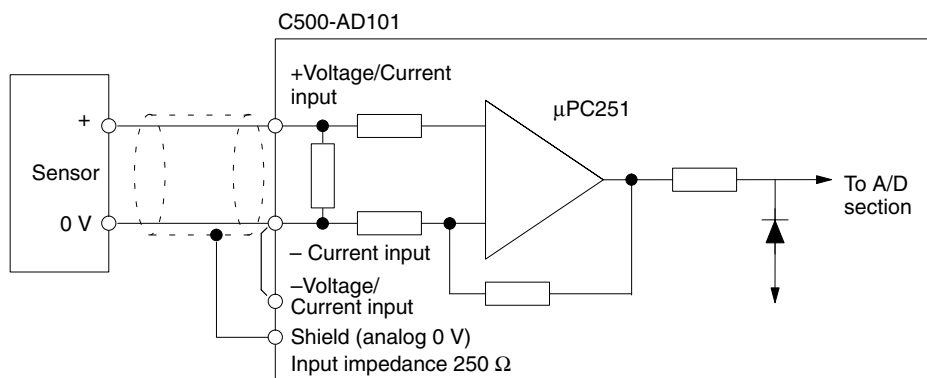 C500-AD101
+Voltage/Current
input
μPC251
+
Sensor
To A/D
section
0 V
– Current input
–Voltage/
Current input
Shield (analog 0 V)
Input impedance 250 Ω